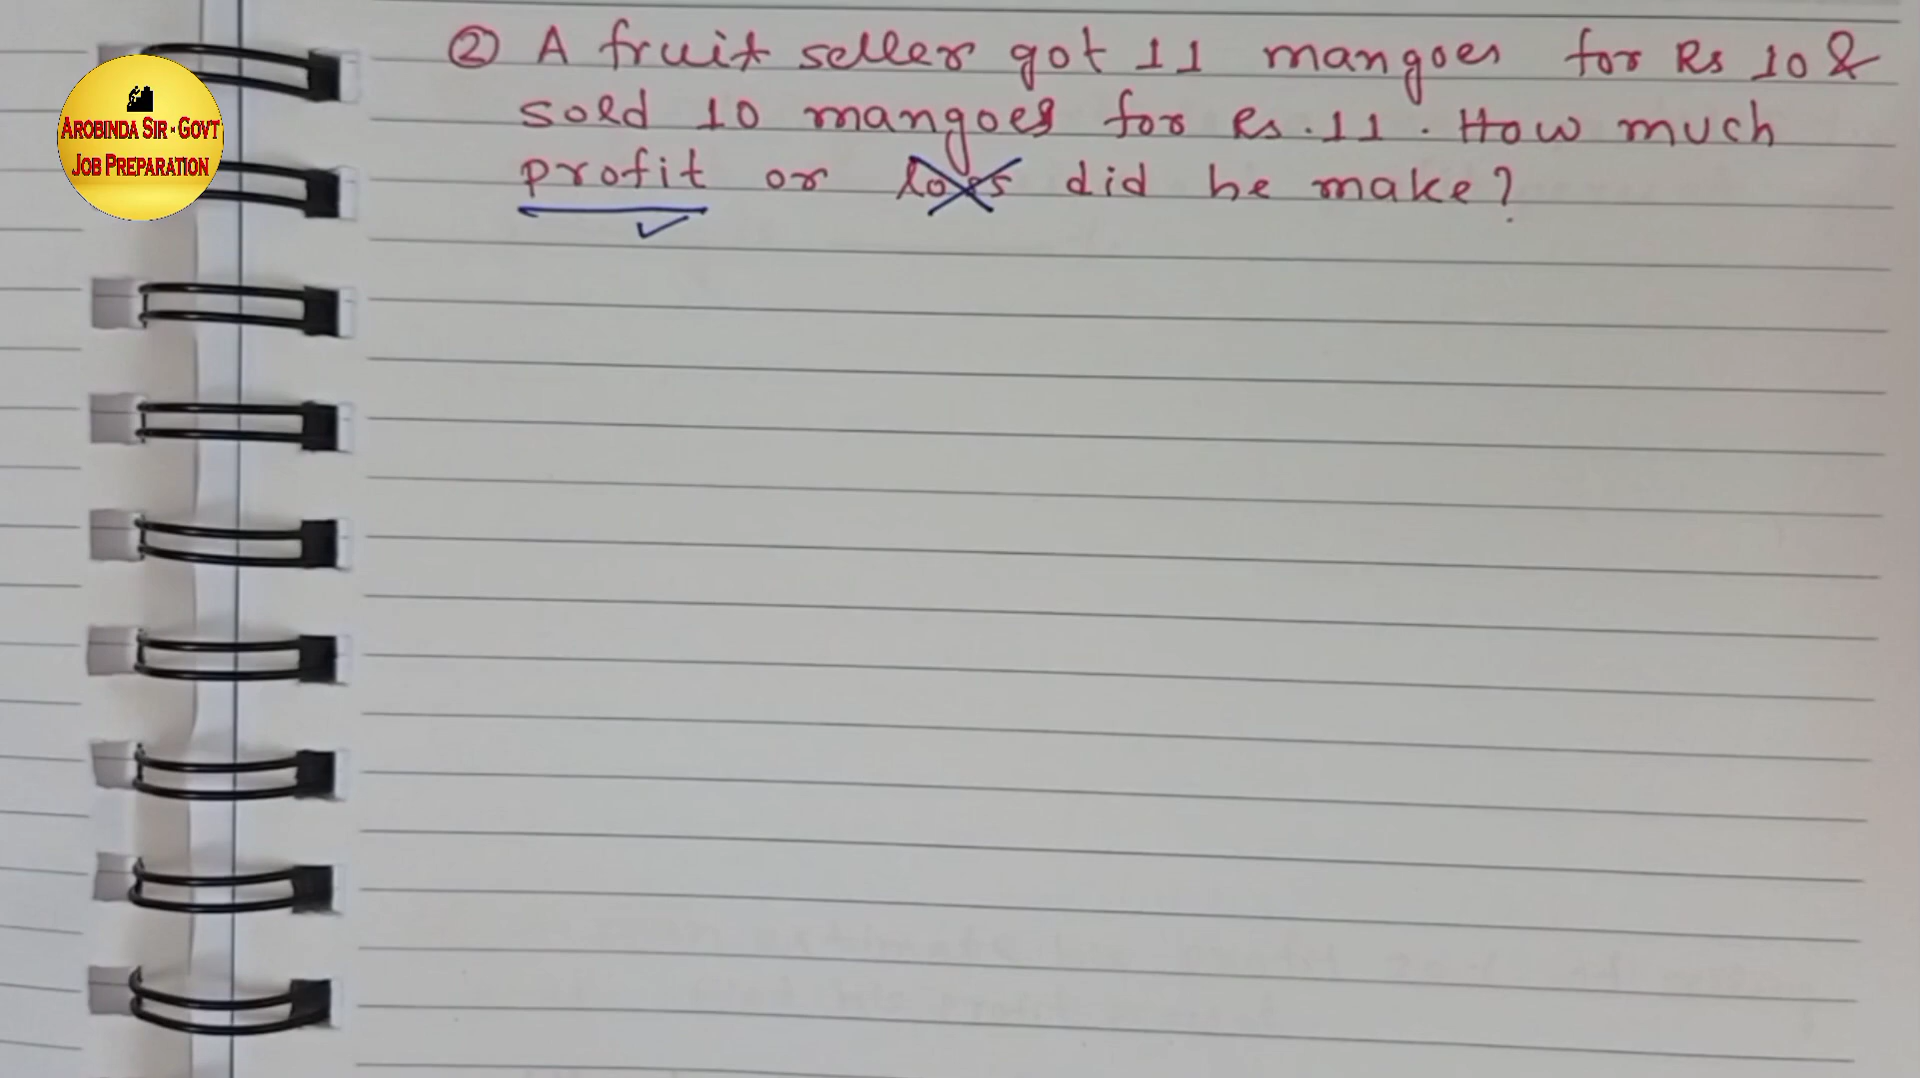 AROBINDA SIR - GOVT
JOB PREPARATION
② A fruit seller got 11 mangoes for Rs 10 &
sold 10 mangoes for Rs. 11. How much
profit or loss did he make?